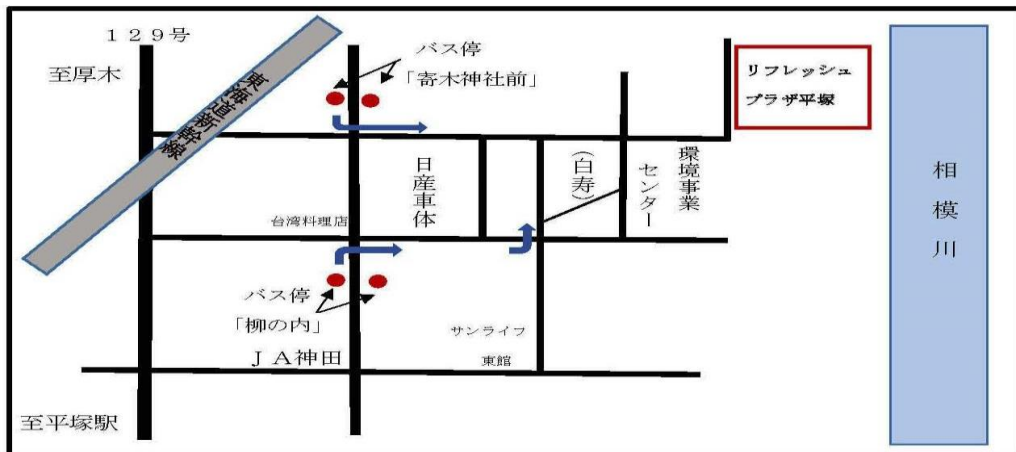 １２９号
至厚木
東海道新幹線
バス停
「寄木神社前」
リフレッシュ
プラザ平塚
日産車体
（白寿）
環境事業
センター
相模川
台湾料理店
バス停
「柳の内」
サンライフ
東館
ＪＡ神田
至平塚駅